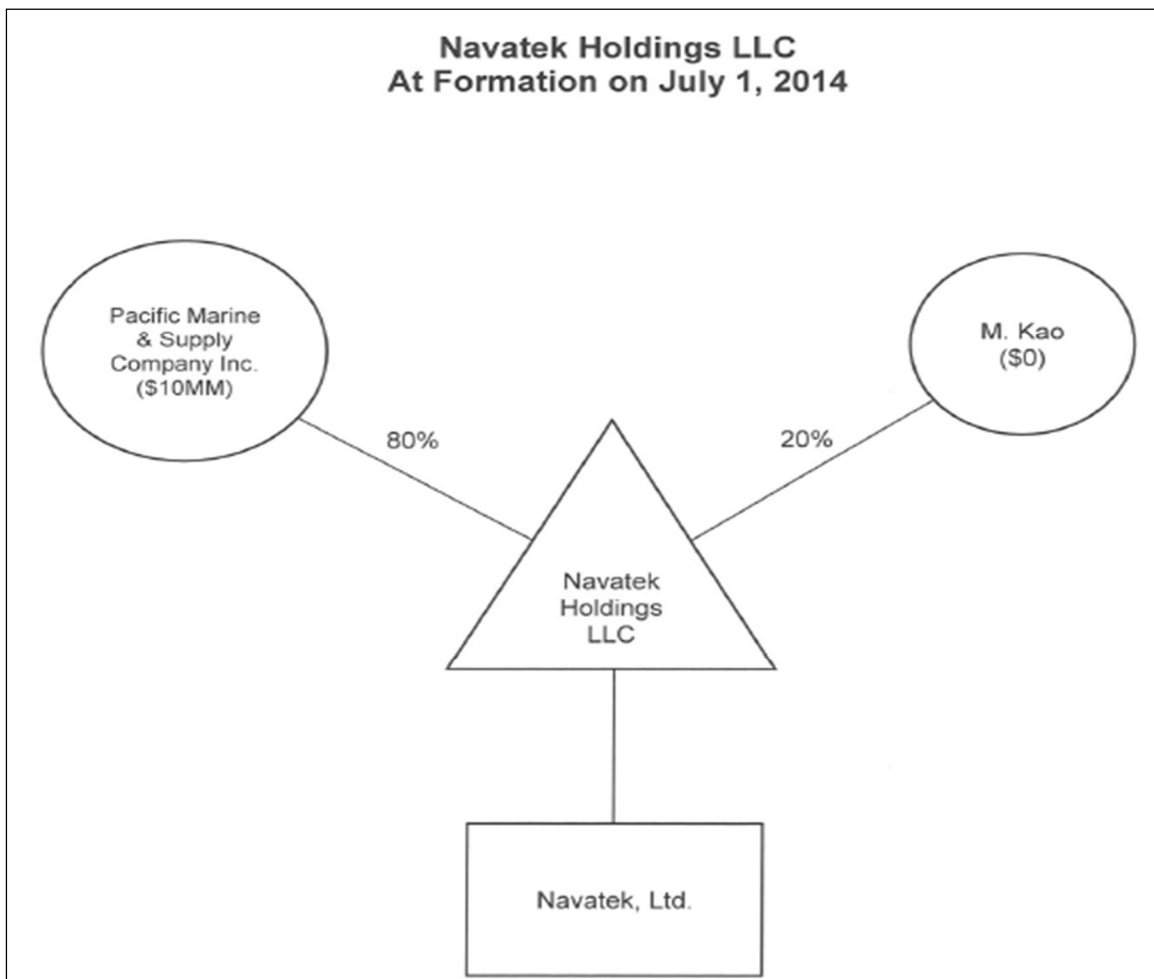 Navatek Holdings LLC
At Formation on July 1, 2014
Pacific Marine
& Supply
Company Inc.
($10MM)
M. Kao
($0)
80%
20%
Navatek
Holdings
LLC
Navatek, Ltd.